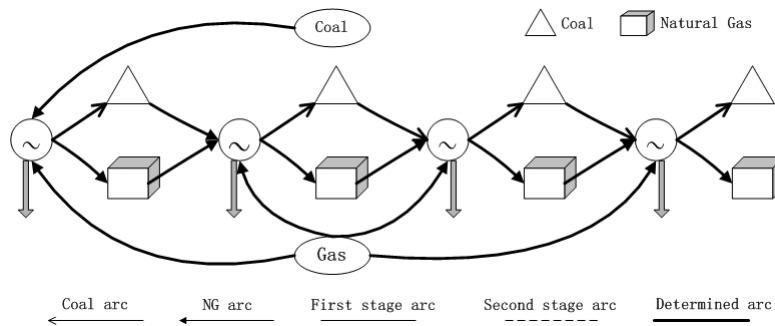 Coal
Coal
Natural Gas
~ ~ ~ ~
Gas
Coal arc
NG arc
First stage arc
Second stage arc
Determined arc